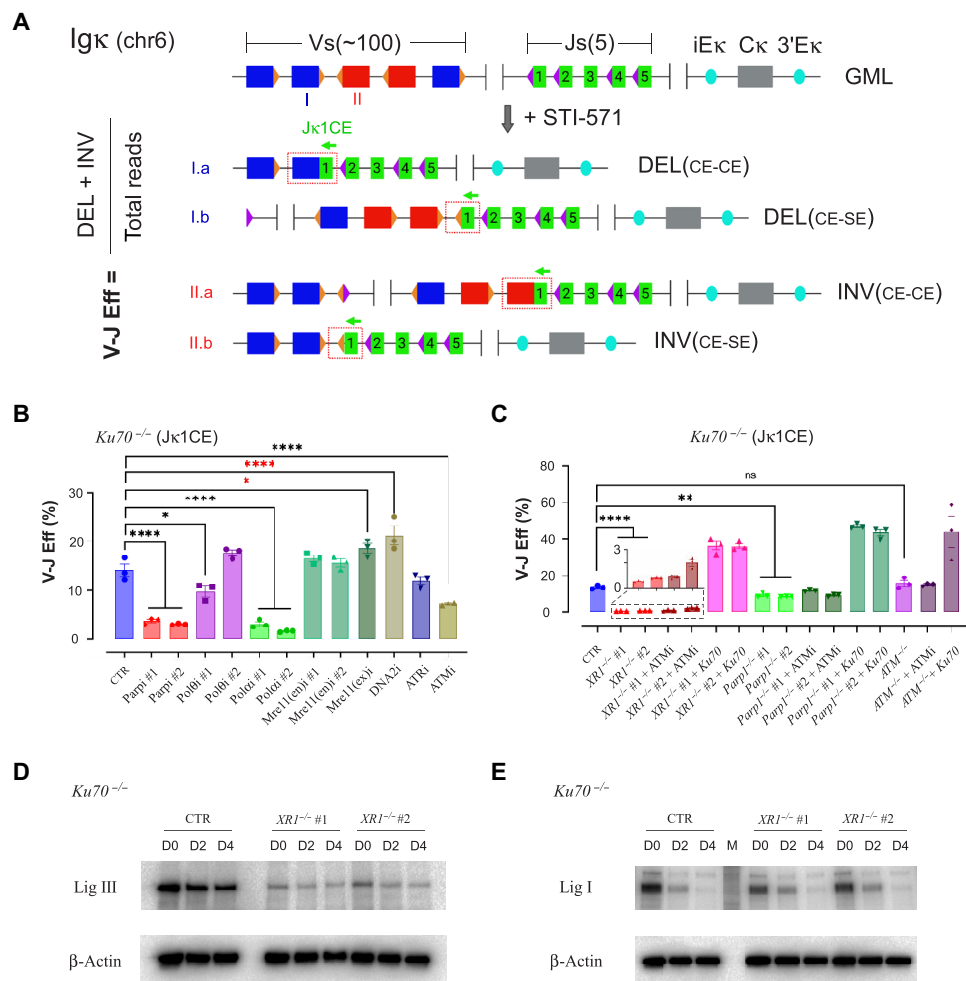 A
Igκ (chr6)
Vs(~100)
Js(5)
iEκ Cκ 3'Eκ
1 2 3 4 5
GML
I
II
+ STI-571
V-J Eff = DEL + INV
Total reads
Jκ1CE
I.a
1 2 3 4 5
DEL(CE-CE)
I.b
1 2 3 4 5
DEL(CE-SE)
II.a
1 2 3 4 5
INV(CE-CE)
II.b
1 2 3 4 5
INV(CE-SE)
B
Ku70 -/- (Jκ1CE)
****
****
*
****
*
****
V-J Eff (%)
30
20
10
0
CTR
Parpi #1
Parpi #2
Polθi #1
Polθi #2
Polαi #1
Polαi #2
Mre11(en)i #1
Mre11(en)i #2
Mre11(ex)i
DNA2i
ATRi
ATMi
C
Ku70 -/- (Jκ1CE)
ns
**
****
V-J Eff (%)
80
60
40
20
0
3
0
CTR
XR1-/- #1
XR1-/- #2
XR1-/- #1 + ATMi
XR1-/- #2 + ATMi
XR1-/- #1 + Ku70
XR1-/- #2 + Ku70
Parp1-/- #1
Parp1-/- #2
Parp1-/- #1 + ATMi
Parp1-/- #2 + ATMi
Parp1-/- #1 + Ku70
Parp1-/- #2 + Ku70
ATM-/-
ATM-/- + ATMi
ATM-/- + Ku70
D
Ku70 -/-
CTR XR1-/- #1 XR1-/- #2
D0 D2 D4 D0 D2 D4 D0 D2 D4
Lig III
β-Actin
E
Ku70 -/-
CTR XR1-/- #1 XR1-/- #2
D0 D2 D4 M D0 D2 D4 D0 D2 D4
Lig I
β-Actin